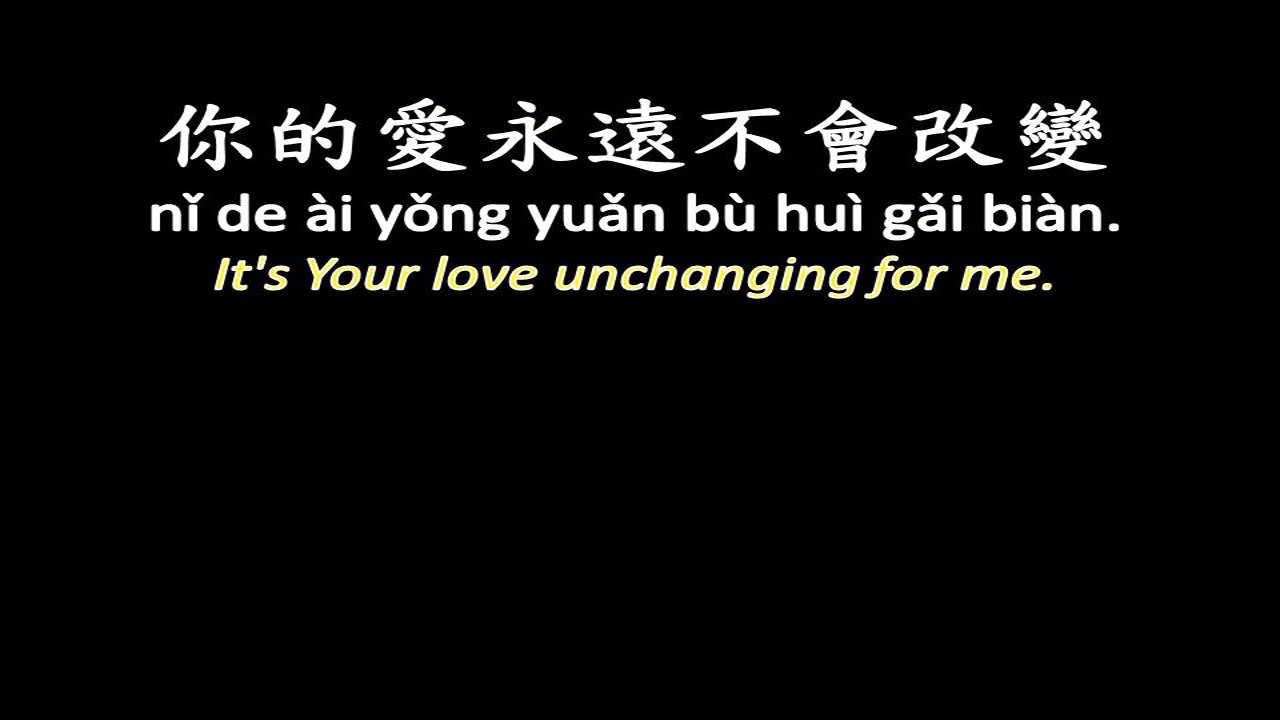 你的愛永遠不會改變
nǐ de ài yǒng yuǎn bù huì gǎi biàn.
It's Your love unchanging for me.